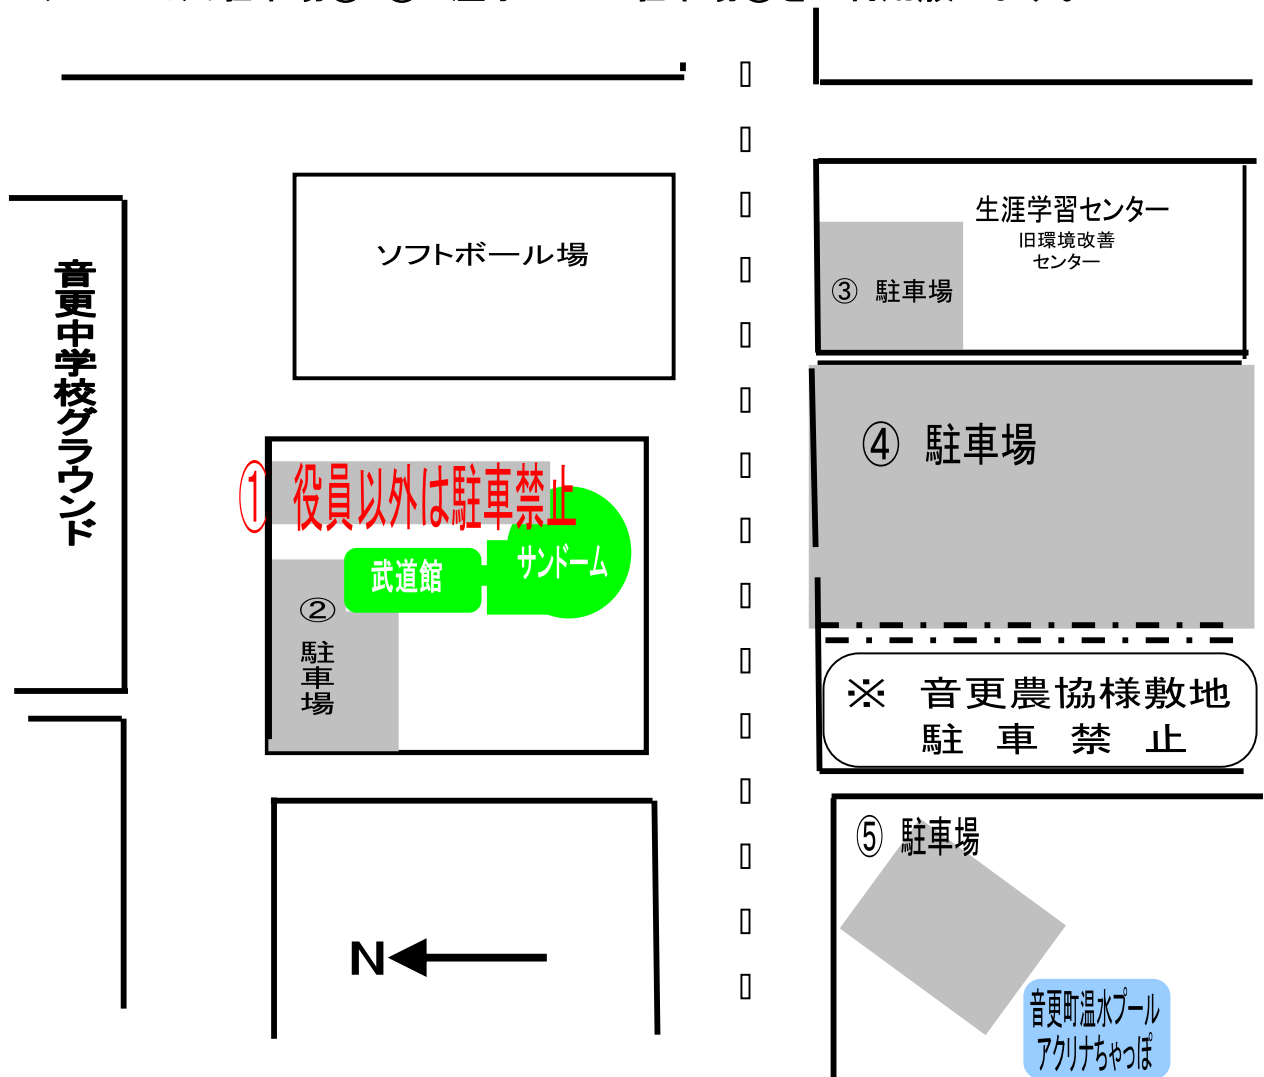 ソフトボール場
生涯学習センター
旧環境改善
センター
③ 駐車場
音更中学校グラウンド
④ 駐車場
① 役員以外は駐車禁止
武道館
サンドーム
②
駐車場
※ 音更農協様敷地
駐車禁止
⑤ 駐車場
N
音更町温水プール
アクリナちゃっぽ